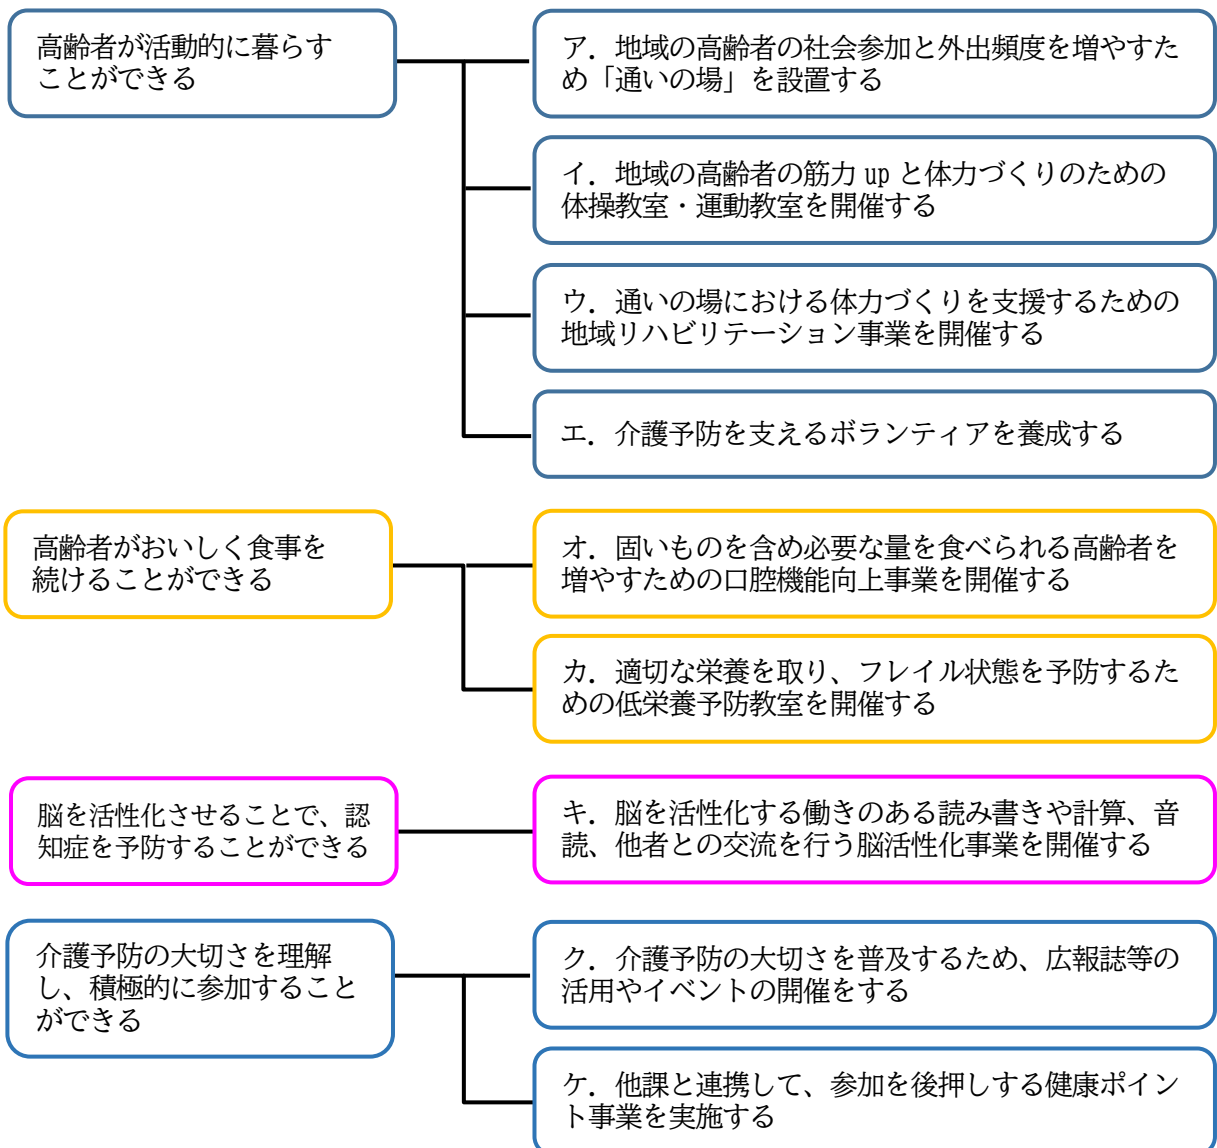 高齢者が活動的に暮らす
ことができる
ア．地域の高齢者の社会参加と外出頻度を増やすた
め「通いの場」を設置する
イ．地域の高齢者の筋力 up と体力づくりのための
体操教室・運動教室を開催する
ウ．通いの場における体力づくりを支援するための
地域リハビリテーション事業を開催する
エ．介護予防を支えるボランティアを養成する
高齢者がおいしく食事を
続けることができる
オ．固いものを含め必要な量を食べられる高齢者を
増やすための口腔機能向上事業を開催する
カ．適切な栄養を取り、フレイル状態を予防するた
めの低栄養予防教室を開催する
脳を活性化させることで、認
知症を予防することができる
キ．脳を活性化する働きのある読み書きや計算、音
読、他者との交流を行う脳活性化事業を開催する
介護予防の大切さを理解
し、積極的に参加すること
ができる
ク．介護予防の大切さを普及するため、広報誌等の
活用やイベントの開催をする
ケ．他課と連携して、参加を後押しする健康ポイン
ト事業を実施する